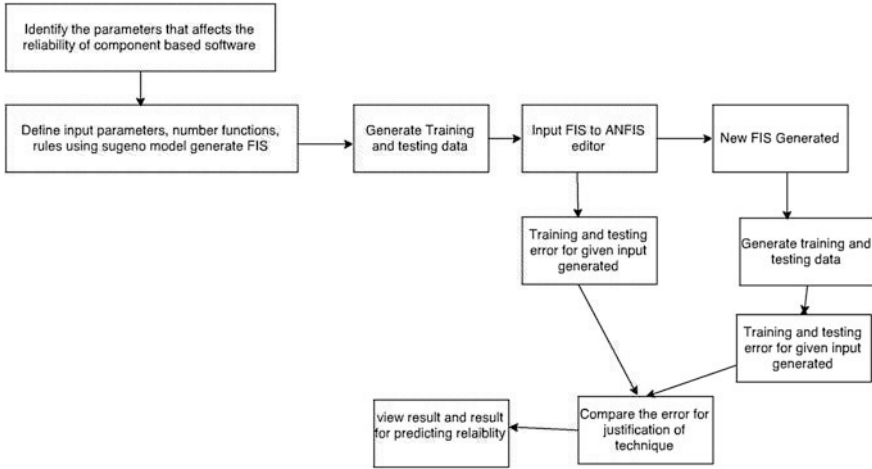 Identify the parameters that affects the
reliability of component based software
Define input parameters, number functions,
rules using sugeno model generate FIS
Generate Training
and testing data
Input FIS to ANFIS
editor
New FIS Generated
Training and testing
error for given input
generated
Generate training and
testing data
Training and testing
error for given input
generated
Compare the error for
justification of
technique
view result and result
for predicting relaiblity